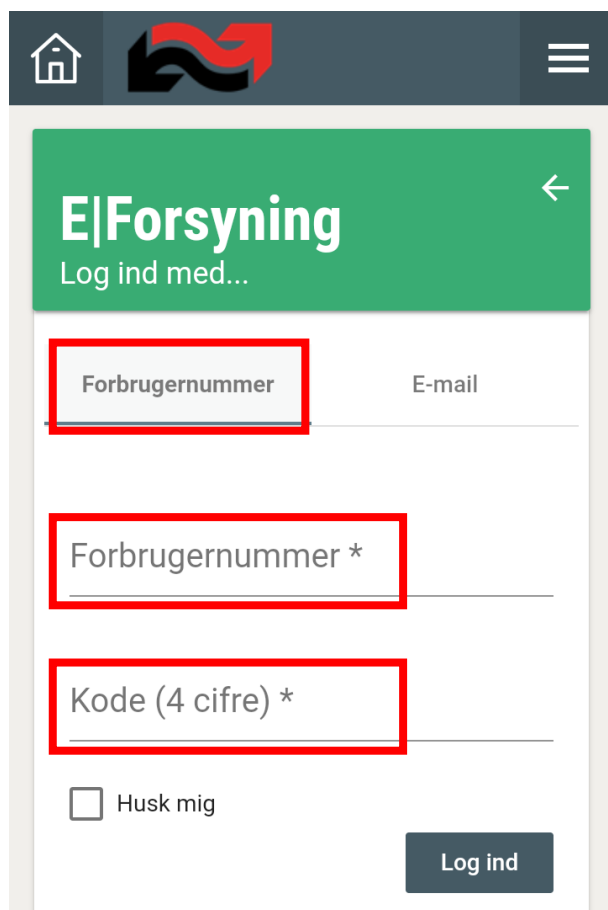 E|Forsyning
Log ind med...
Forbrugernummer E-mail
Forbrugernummer *
Kode (4 cifre) *
Husk mig
Log ind